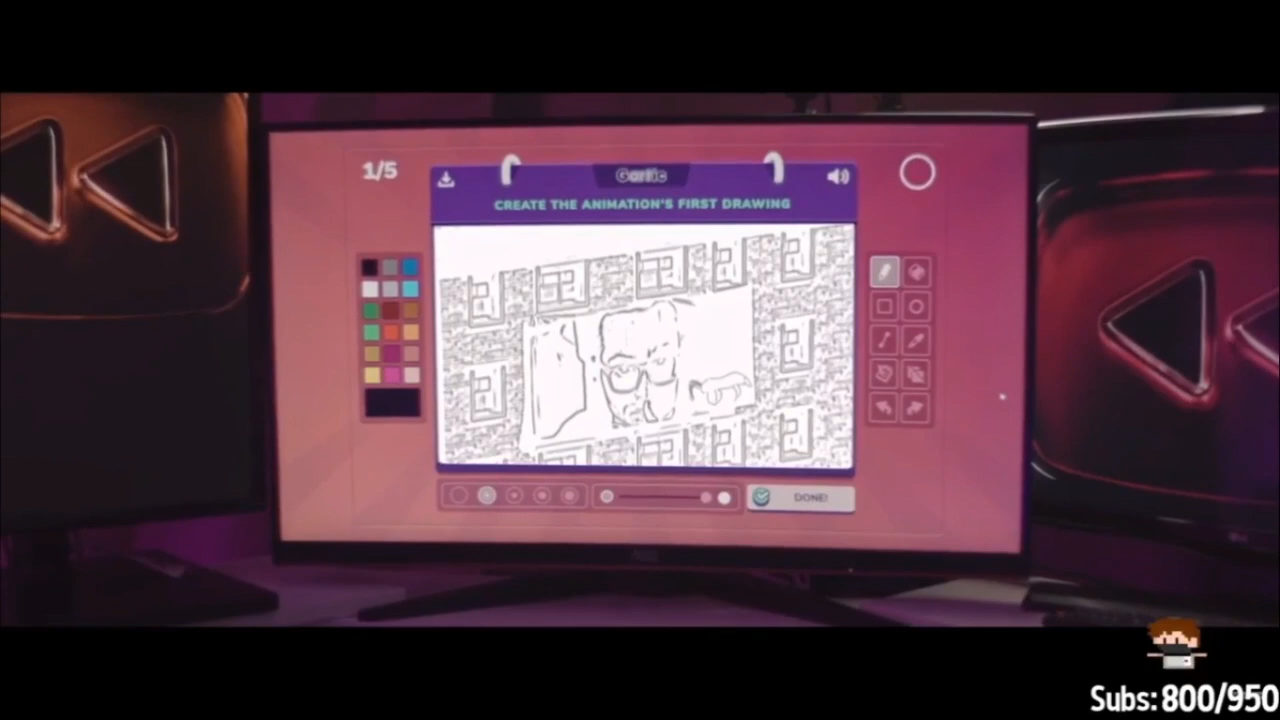 1/5
Garlic
CREATE THE ANIMATION'S FIRST DRAWING
DONE!
Subs: 800/950